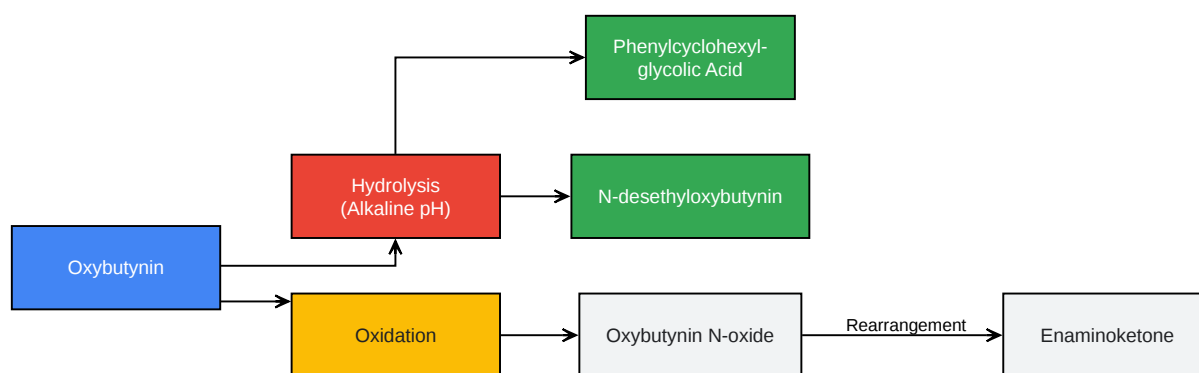 Phenylcyclohexyl-
glycolic Acid
Hydrolysis
(Alkaline pH)
N-desethyloxybutynin
Oxybutynin
Oxidation
Oxybutynin N-oxide
Rearrangement
Enaminoketone